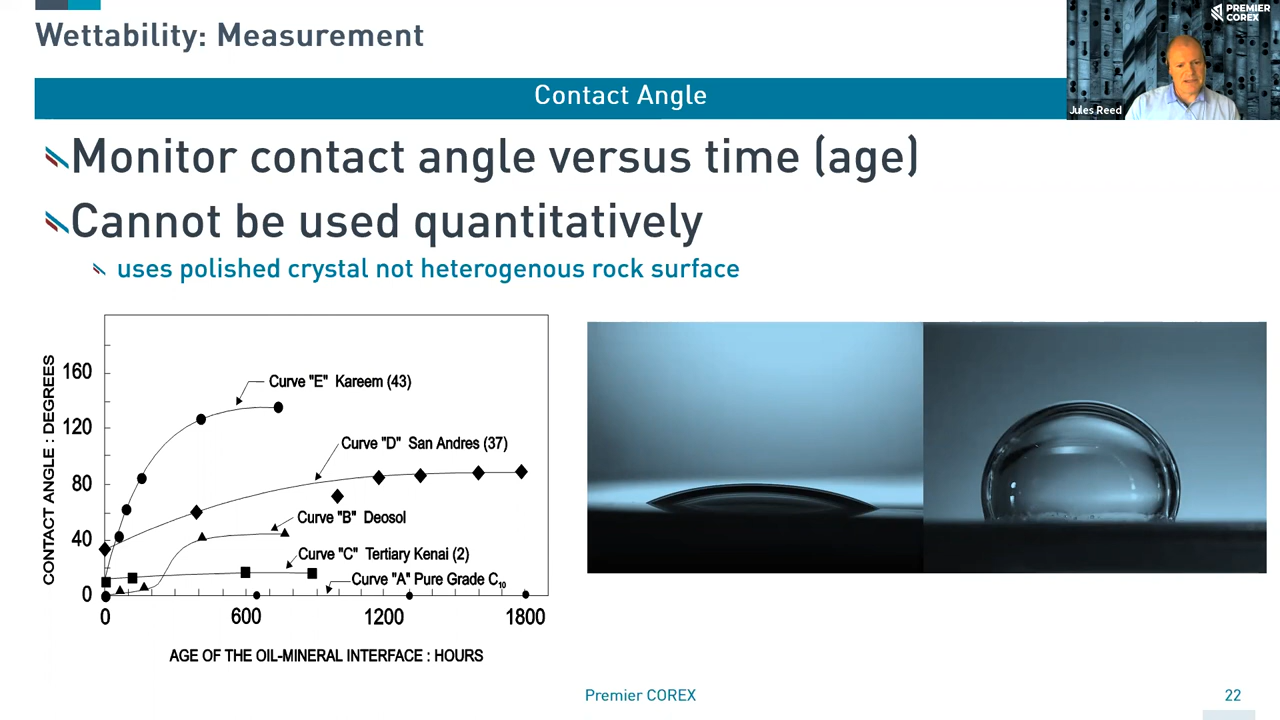 Wettability: Measurement
PREMIER
COREX
Jules Reed
Contact Angle
Monitor contact angle versus time (age)
Cannot be used quantitatively
uses polished crystal not heterogenous rock surface
CONTACT ANGLE : DEGREES
160
120
80
40
0
Curve "E" Kareem (43)
Curve "D" San Andres (37)
Curve "B" Deosol
Curve "C" Tertiary Kenai (2)
Curve "A" Pure Grade C10
0 600 1200 1800
AGE OF THE OIL-MINERAL INTERFACE : HOURS
Premier COREX
22